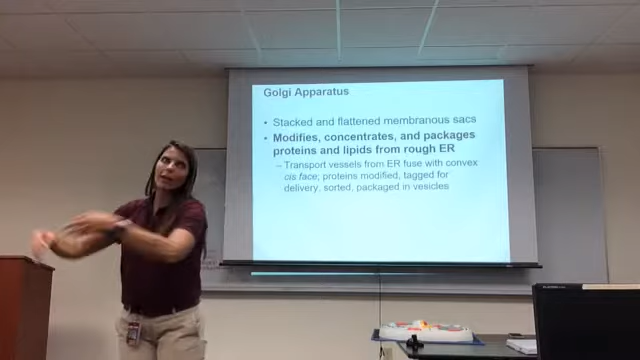 Golgi Apparatus
• Stacked and flattened membranous sacs
• Modifies, concentrates, and packages
proteins and lipids from rough ER
– Transport vessels from ER fuse with convex
cis face; proteins modified, tagged for
delivery, sorted, packaged in vesicles